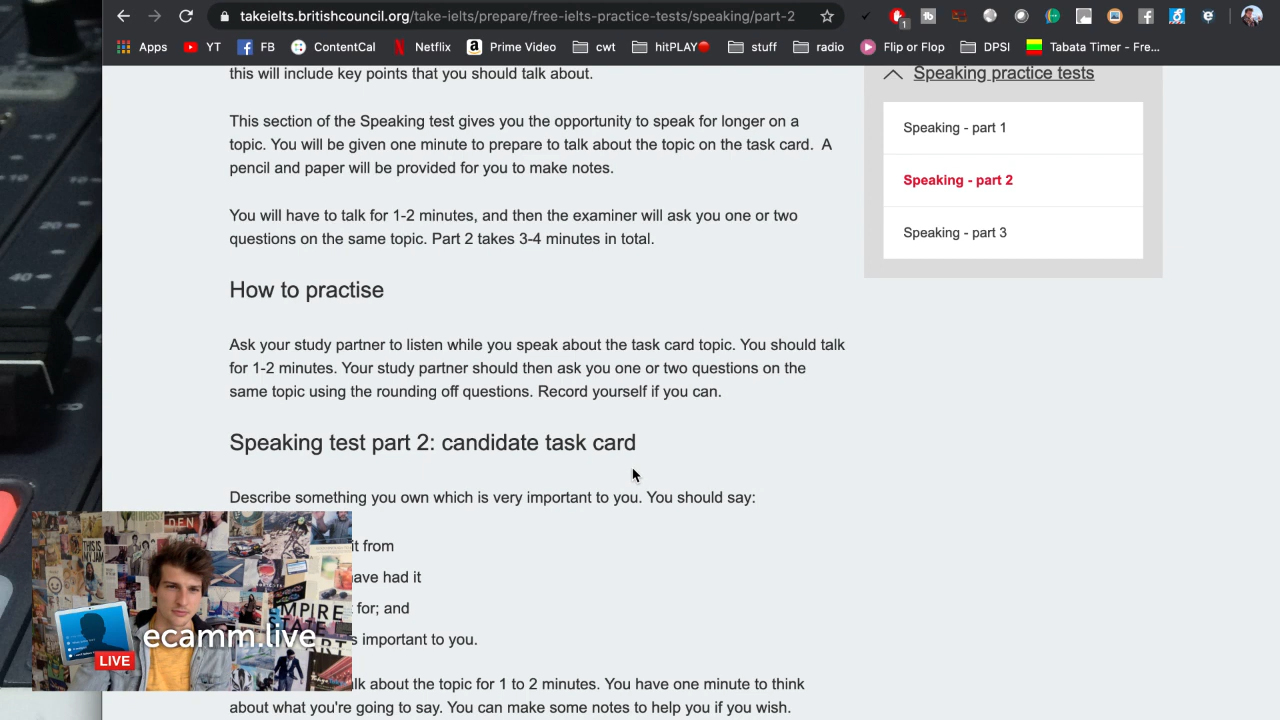 takeielts.britishcouncil.org/take-ielts/prepare/free-ielts-practice-tests/speaking/part-2
1
Apps YT FB ContentCal Netflix Prime Video cwt hitPLAY stuff radio Flip or Flop DPSI Tabata Timer - Fre...
this will include key points that you should talk about.
This section of the Speaking test gives you the opportunity to speak for longer on a
topic. You will be given one minute to prepare to talk about the topic on the task card. A
pencil and paper will be provided for you to make notes.
You will have to talk for 1-2 minutes, and then the examiner will ask you one or two
questions on the same topic. Part 2 takes 3-4 minutes in total.
How to practise
Ask your study partner to listen while you speak about the task card topic. You should talk
for 1-2 minutes. Your study partner should then ask you one or two questions on the
same topic using the rounding off questions. Record yourself if you can.
Speaking test part 2: candidate task card
Describe something you own which is very important to you. You should say:
it from
have had it
for; and
s important to you.
lk about the topic for 1 to 2 minutes. You have one minute to think
about what you're going to say. You can make some notes to help you if you wish.
Speaking practice tests
Speaking - part 1
Speaking - part 2
Speaking - part 3
DEN
THIS IS
MY JAM
EMPIRE
STATE
ecamm.live
LIVE
20
40